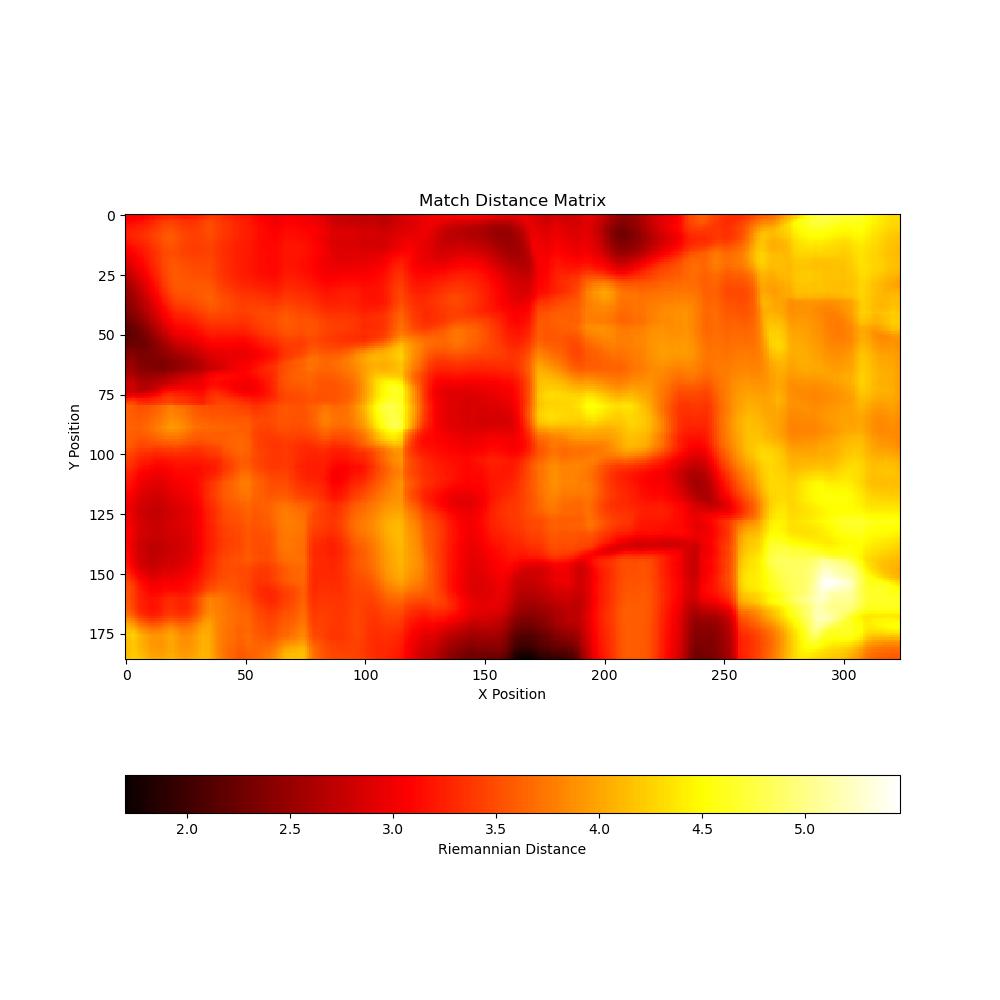 Match Distance Matrix
0
25
50
75
100
125
150
175
Y Position
0 50 100 150 200 250 300
X Position
2.0 2.5 3.0 3.5 4.0 4.5 5.0
Riemannian Distance